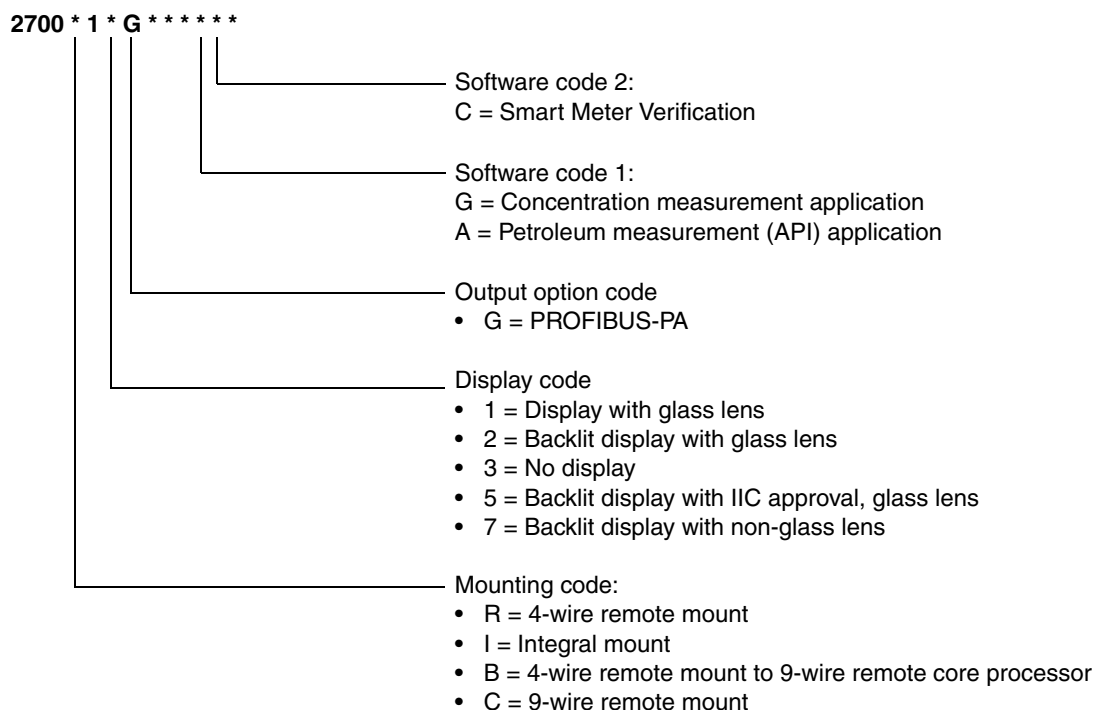 2700 * 1 * G * * * * * *
Software code 2:
C = Smart Meter Verification
Software code 1:
G = Concentration measurement application
A = Petroleum measurement (API) application
Output option code
• G = PROFIBUS-PA
Display code
• 1 = Display with glass lens
• 2 = Backlit display with glass lens
• 3 = No display
• 5 = Backlit display with IIC approval, glass lens
• 7 = Backlit display with non-glass lens
Mounting code:
• R = 4-wire remote mount
• I = Integral mount
• B = 4-wire remote mount to 9-wire remote core processor
• C = 9-wire remote mount